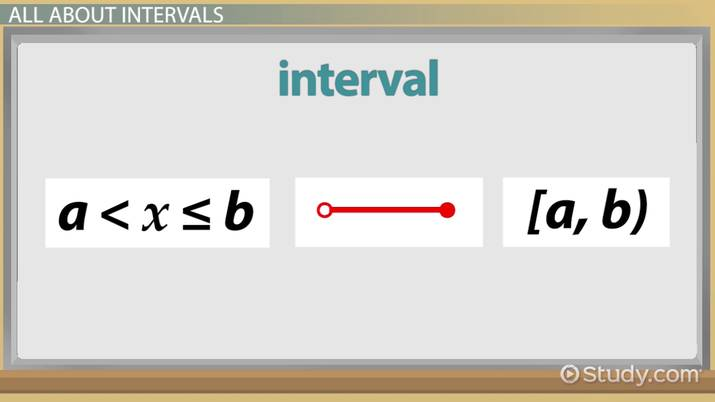 ALL ABOUT INTERVALS
interval
a < x ≤ b
[a, b)
Study.com